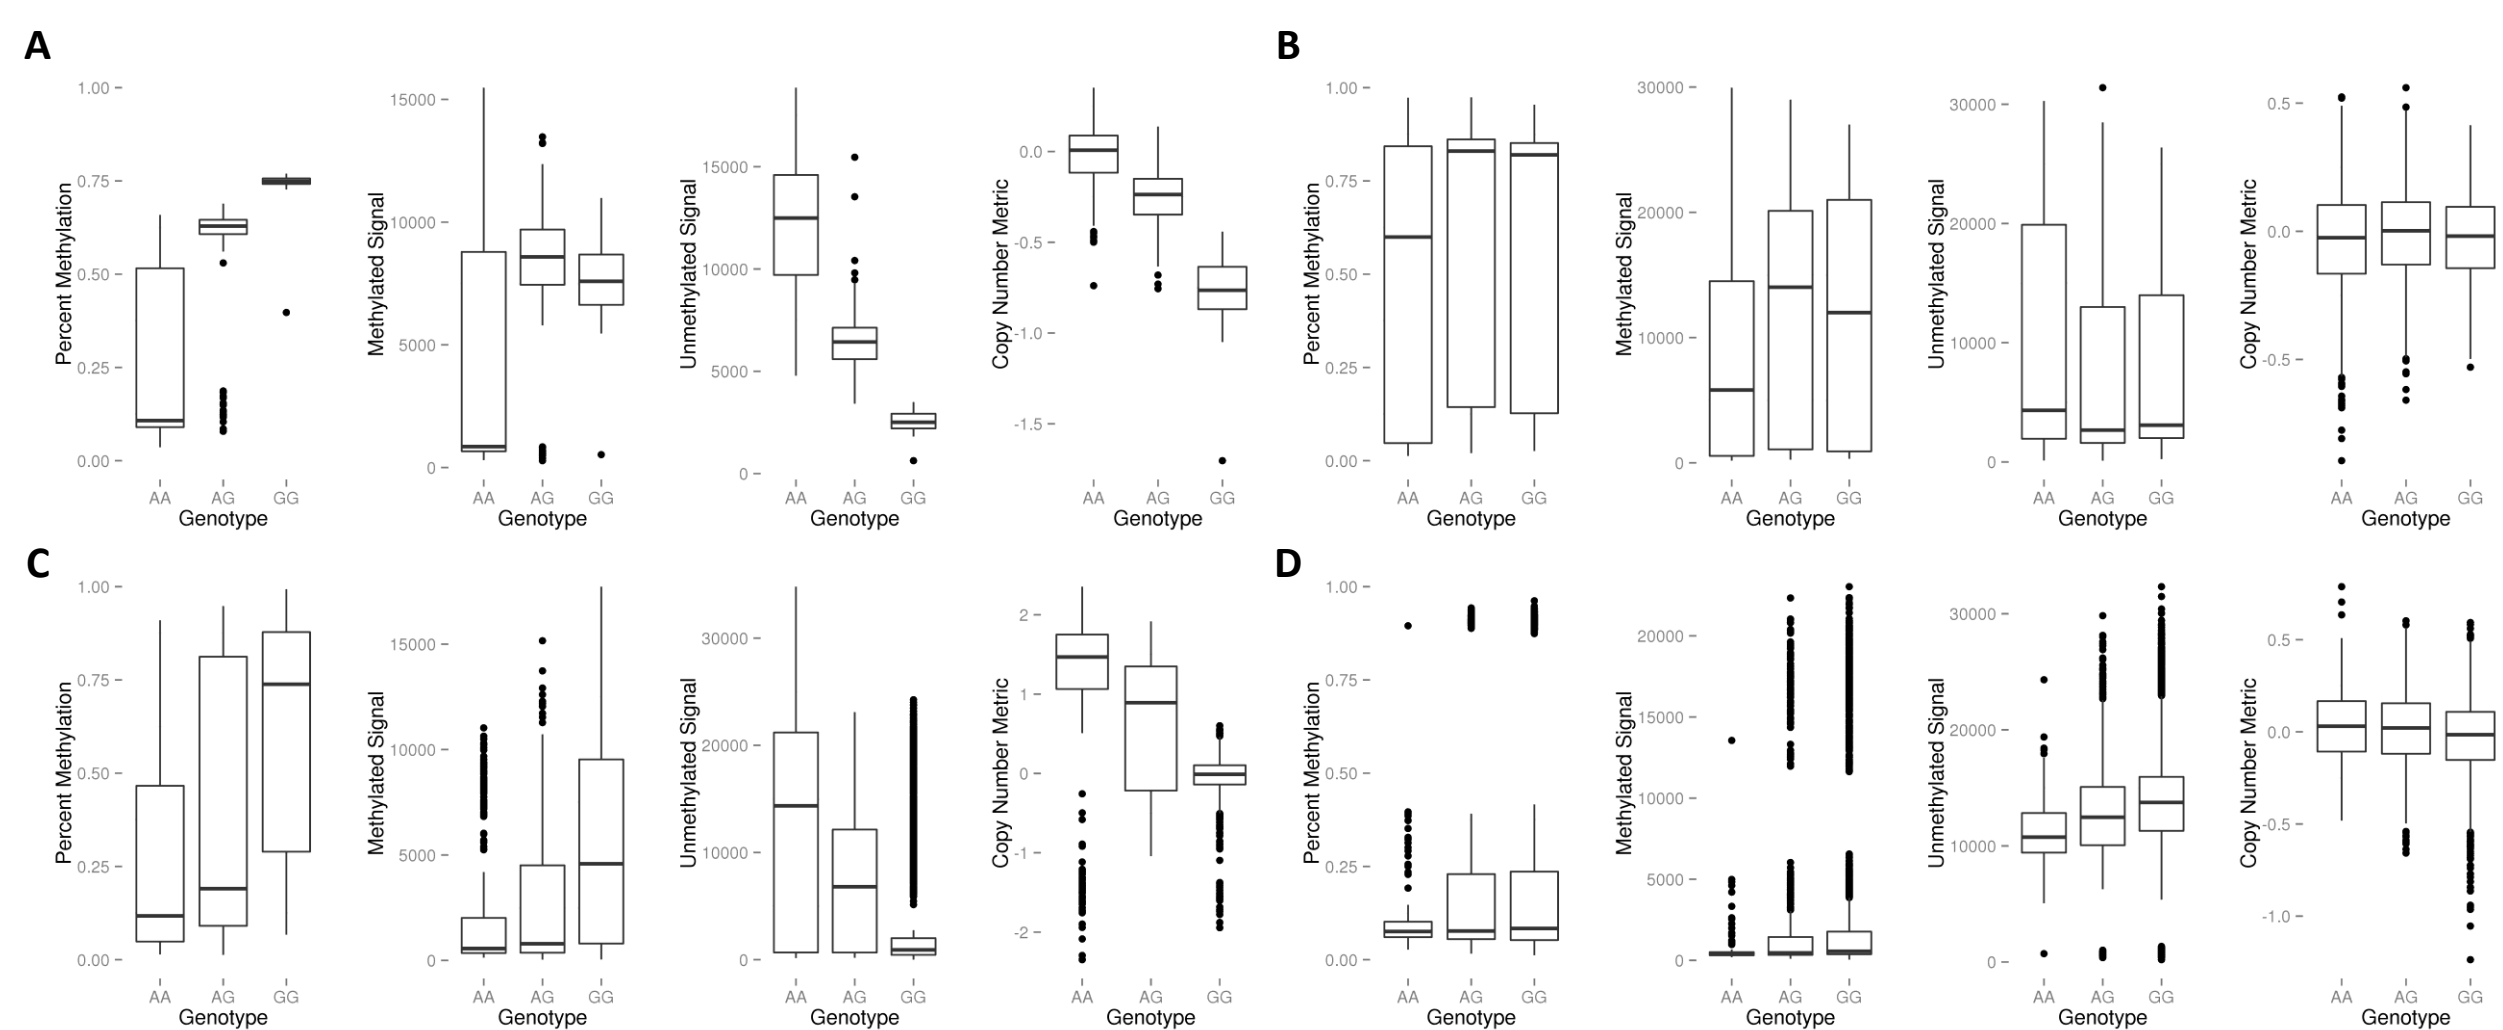 A
Percent Methylation
1.00
0.75
0.50
0.25
0.00
AA AG GG
Genotype
Methylated Signal
15000
10000
5000
0
AA AG GG
Genotype
Unmethylated Signal
15000
10000
5000
0
AA AG GG
Genotype
Copy Number Metric
0.0
-0.5
-1.0
-1.5
AA AG GG
Genotype
B
Percent Methylation
1.00
0.75
0.50
0.25
0.00
AA AG GG
Genotype
Methylated Signal
30000
20000
10000
0
AA AG GG
Genotype
Unmethylated Signal
30000
20000
10000
0
AA AG GG
Genotype
Copy Number Metric
0.5
0.0
-0.5
AA AG GG
Genotype
C
Percent Methylation
1.00
0.75
0.50
0.25
0.00
AA AG GG
Genotype
Methylated Signal
15000
10000
5000
0
AA AG GG
Genotype
Unmethylated Signal
30000
20000
10000
0
AA AG GG
Genotype
Copy Number Metric
2
1
0
-1
-2
AA AG GG
Genotype
D
Percent Methylation
1.00
0.75
0.50
0.25
0.00
AA AG GG
Genotype
Methylated Signal
20000
15000
10000
5000
0
AA AG GG
Genotype
Unmethylated Signal
30000
20000
10000
0
AA AG GG
Genotype
Copy Number Metric
0.5
0.0
-0.5
-1.0
AA AG GG
Genotype